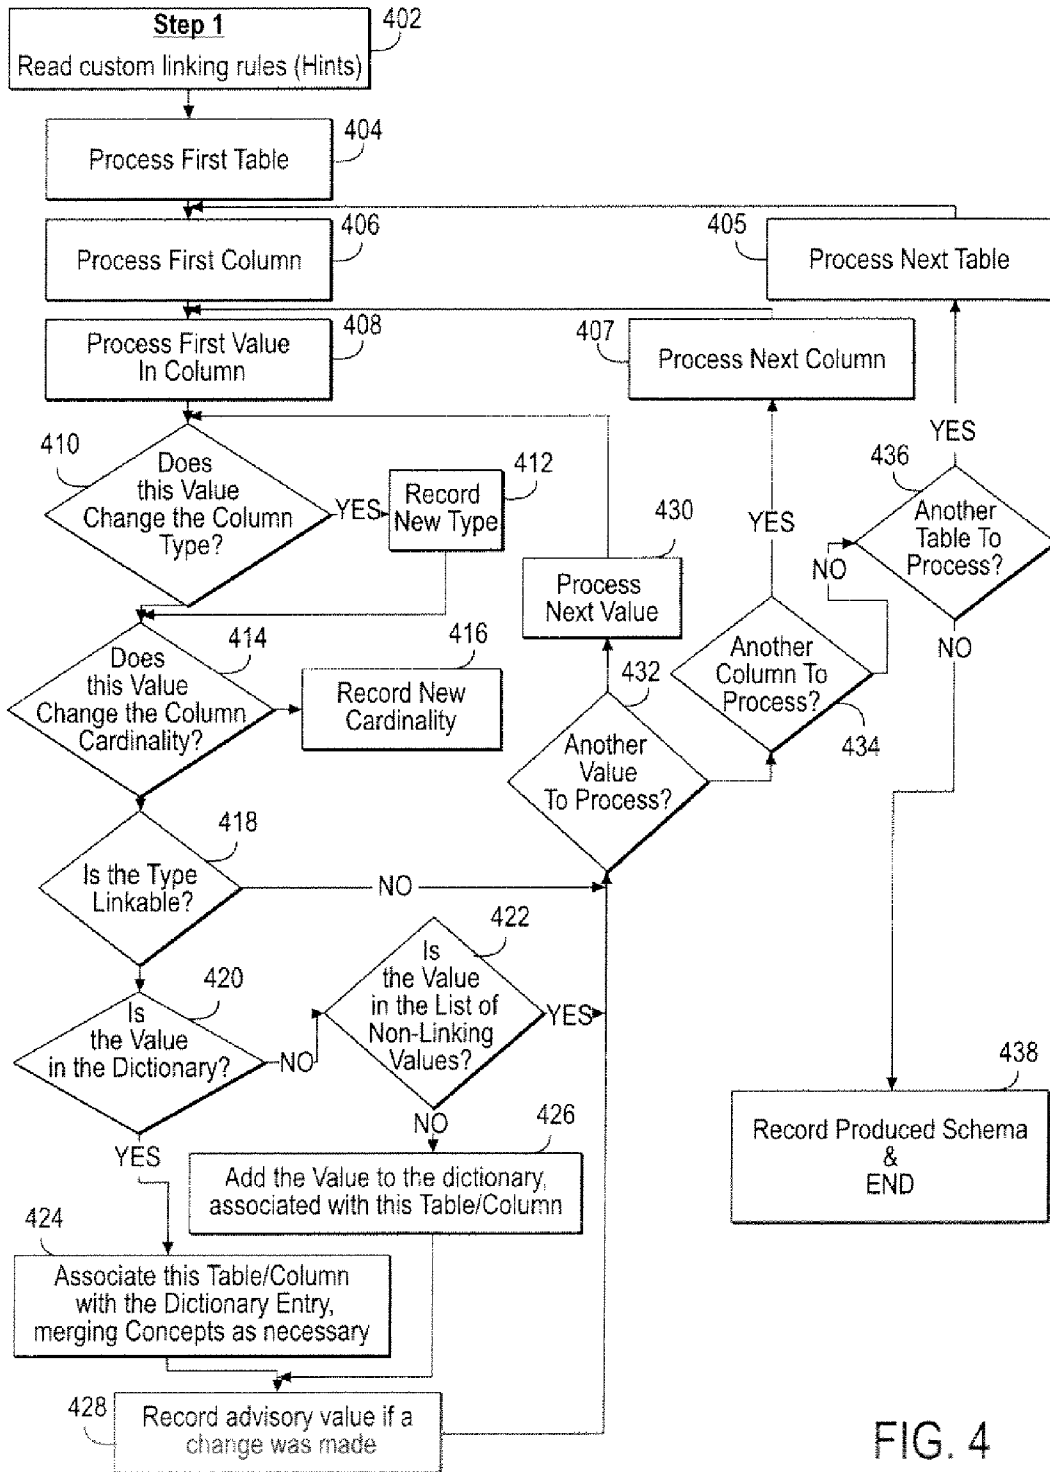 Step 1
Read custom linking rules (Hints)
402
Process First Table
404
Process First Column
406
405
Process Next Table
Process First Value
In Column
408
407
Process Next Column
410
Does
this Value
Change the Column
Type?
YES
Record
New Type
412
430
Process
Next Value
YES
YES
436
Another
Table To
Process?
NO
NO
414
Does
this Value
Change the Column
Cardinality?
416
Record New
Cardinality
432
Another
Value
To Process?
Another
Column To
Process?
434
418
Is the Type
Linkable?
NO
420
Is
the Value
in the Dictionary?
NO
422
Is
the Value
in the List of
Non-Linking
Values?
YES
NO
YES
426
Add the Value to the dictionary,
associated with this Table/Column
438
Record Produced Schema
&
END
424
Associate this Table/Column
with the Dictionary Entry,
merging Concepts as necessary
428
Record advisory value if a
change was made
FIG. 4